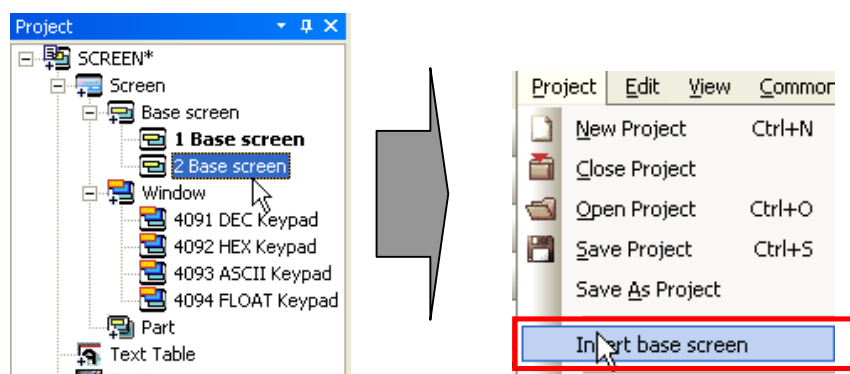 Project
SCREEN*
Screen
Base screen
1 Base screen
2 Base screen
Window
4091 DEC Keypad
4092 HEX Keypad
4093 ASCII Keypad
4094 FLOAT Keypad
Part
Text Table
Project Edit View Common
New Project Ctrl+N
Close Project
Open Project Ctrl+O
Save Project Ctrl+S
Save As Project
Insert base screen